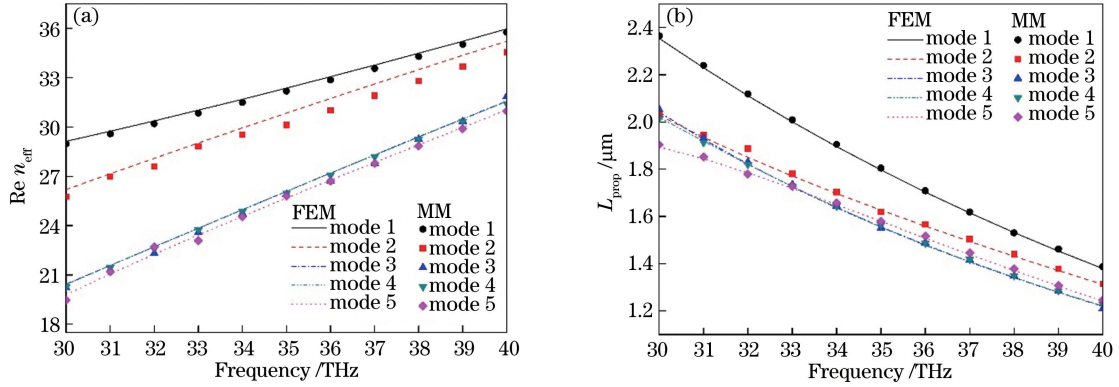 (a)
36
33
30
27
24
21
18
Re n_eff
FEM MM
mode 1 mode 1
mode 2 mode 2
mode 3 mode 3
mode 4 mode 4
mode 5 mode 5
30 31 32 33 34 35 36 37 38 39 40
Frequency /THz
(b)
2.4
2.2
2.0
1.8
1.6
1.4
1.2
L_prop /μm
FEM MM
mode 1 mode 1
mode 2 mode 2
mode 3 mode 3
mode 4 mode 4
mode 5 mode 5
30 31 32 33 34 35 36 37 38 39 40
Frequency /THz